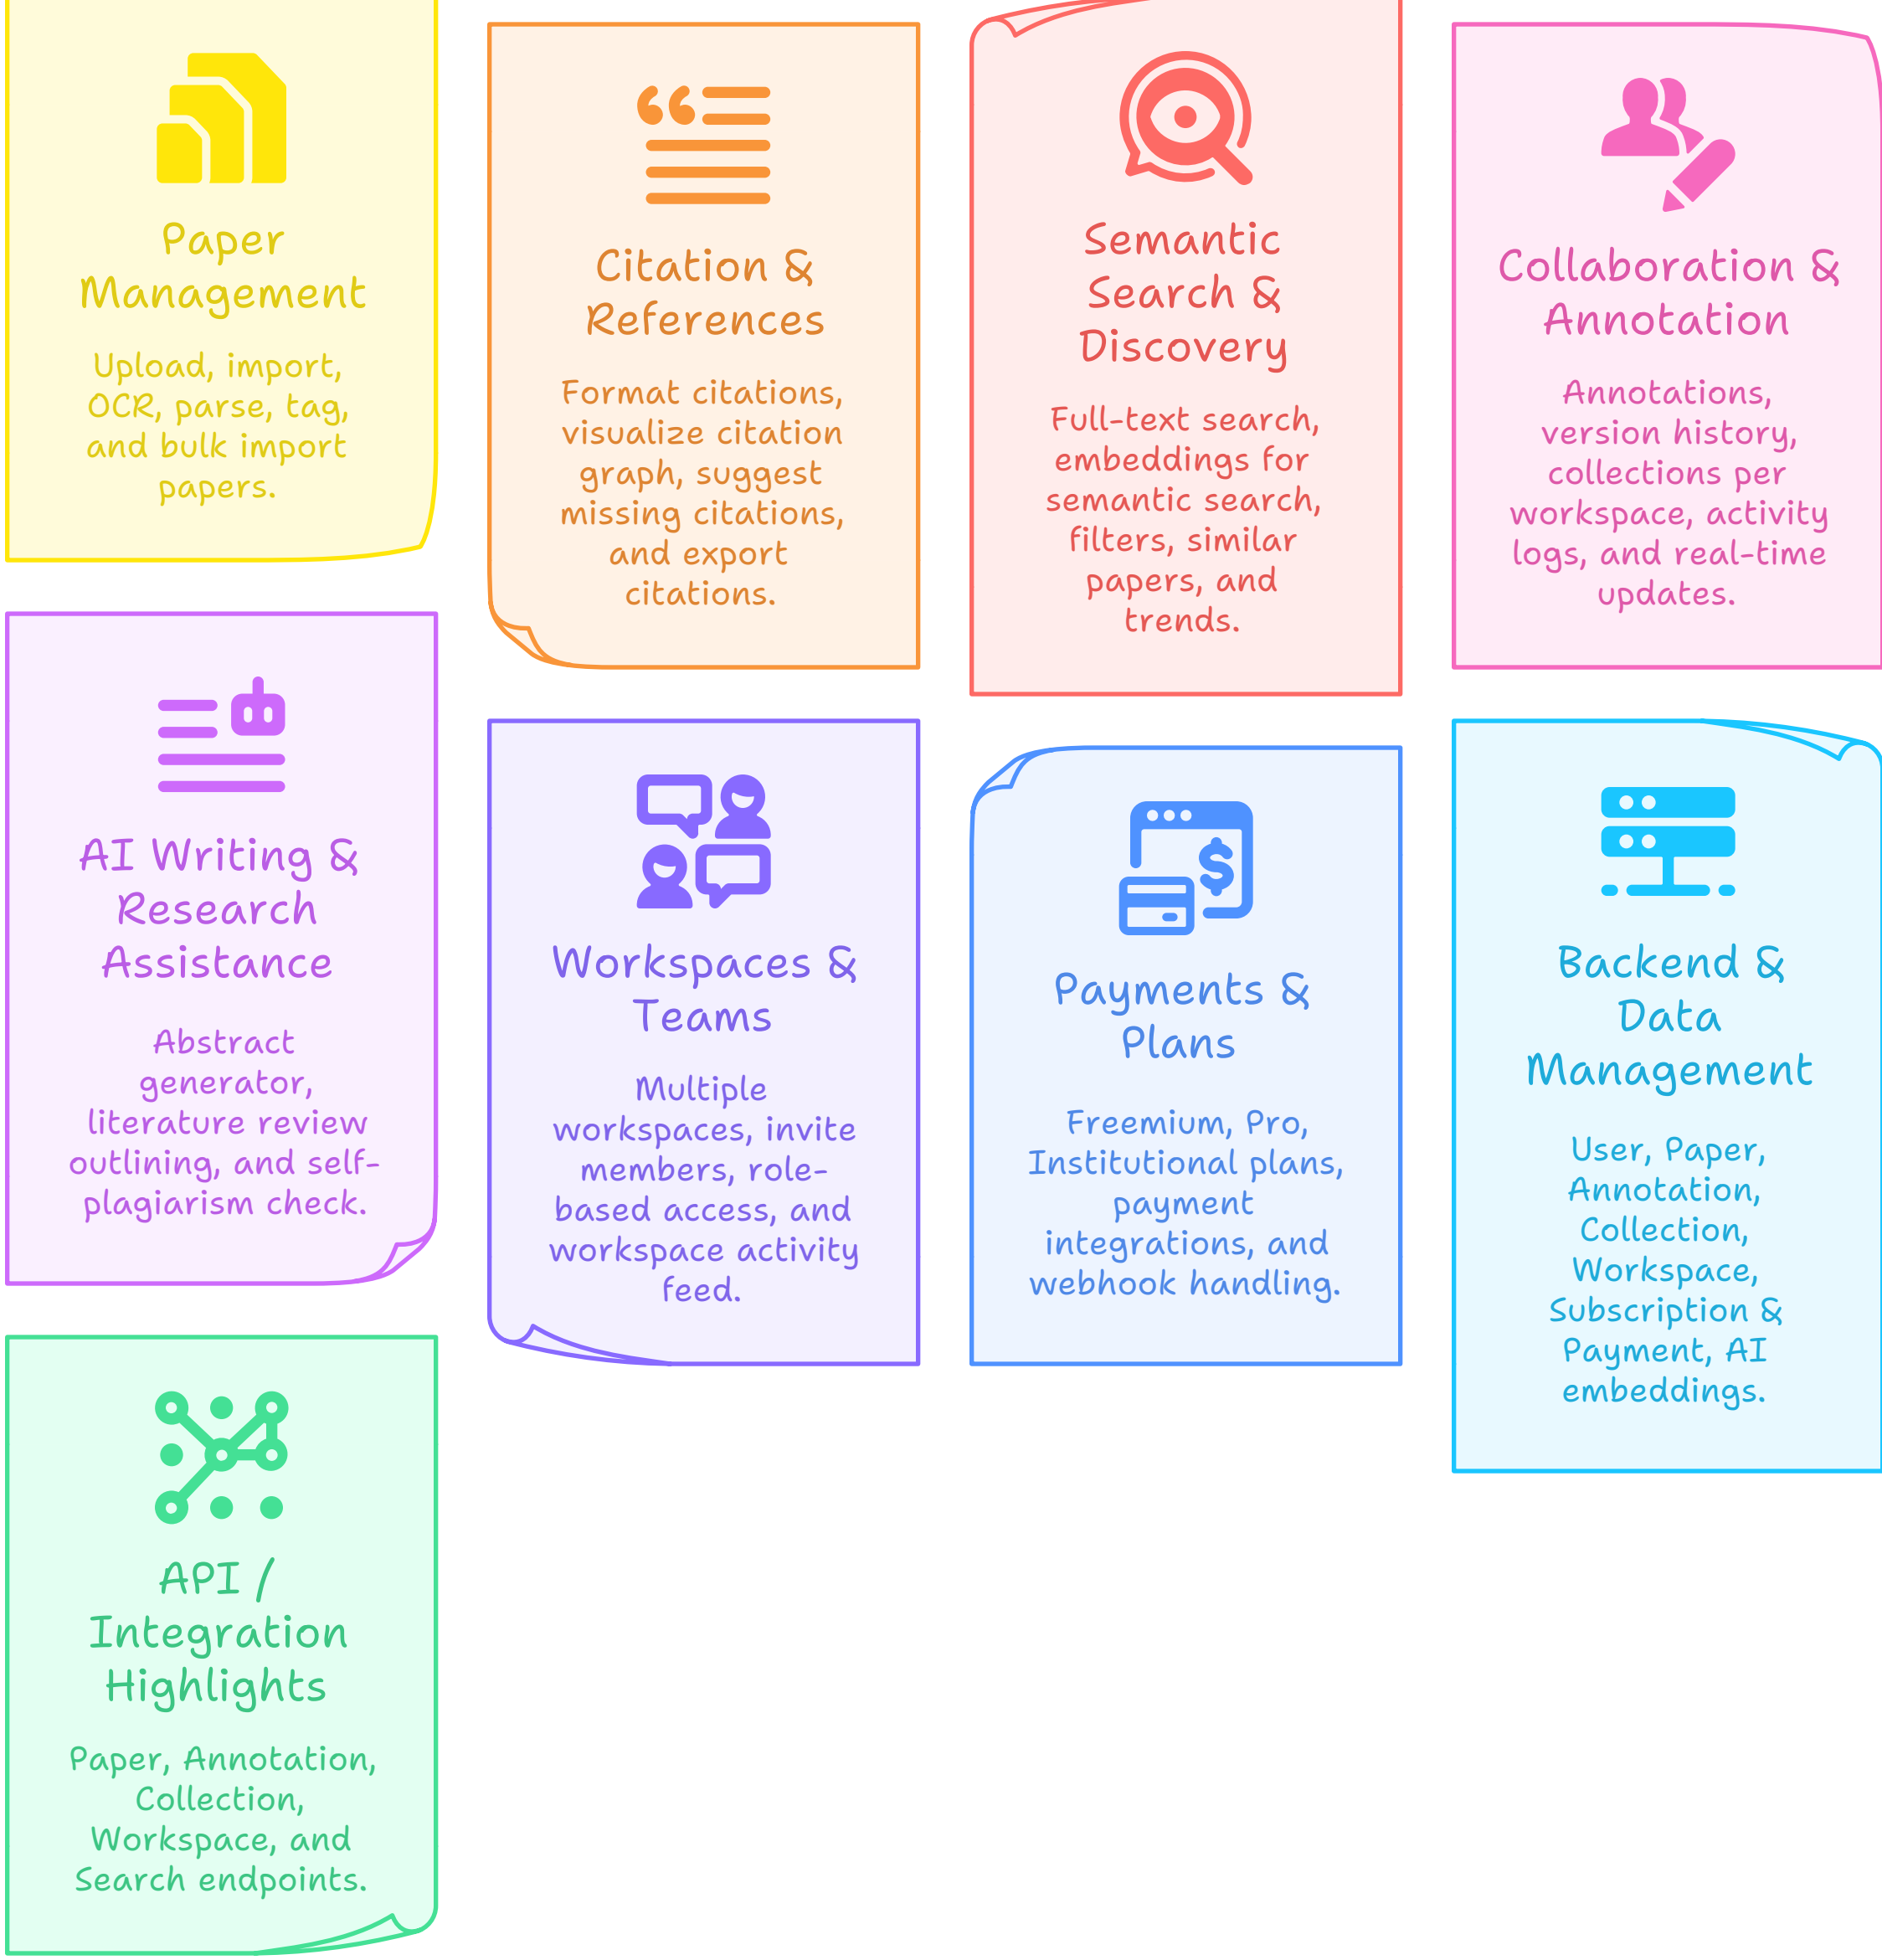 Paper
Management
Upload, import,
OCR, parse, tag,
and bulk import
papers.
Citation &
References
Format citations,
visualize citation
graph, suggest
missing citations,
and export
citations.
Semantic
Search &
Discovery
Full-text search,
embeddings for
semantic search,
filters, similar
papers, and
trends.
Collaboration &
Annotation
Annotations,
version history,
collections per
workspace, activity
logs, and real-time
updates.
AI Writing &
Research
Assistance
Abstract
generator,
literature review
outlining, and self-
plagiarism check.
Workspaces &
Teams
Multiple
workspaces, invite
members, role-
based access, and
workspace activity
feed.
Payments &
Plans
Freemium, Pro,
Institutional plans,
payment
integrations, and
webhook handling.
Backend &
Data
Management
User, Paper,
Annotation,
Collection,
Workspace,
Subscription &
Payment, AI
embeddings.
API /
Integration
Highlights
Paper, Annotation,
Collection,
Workspace, and
Search endpoints.